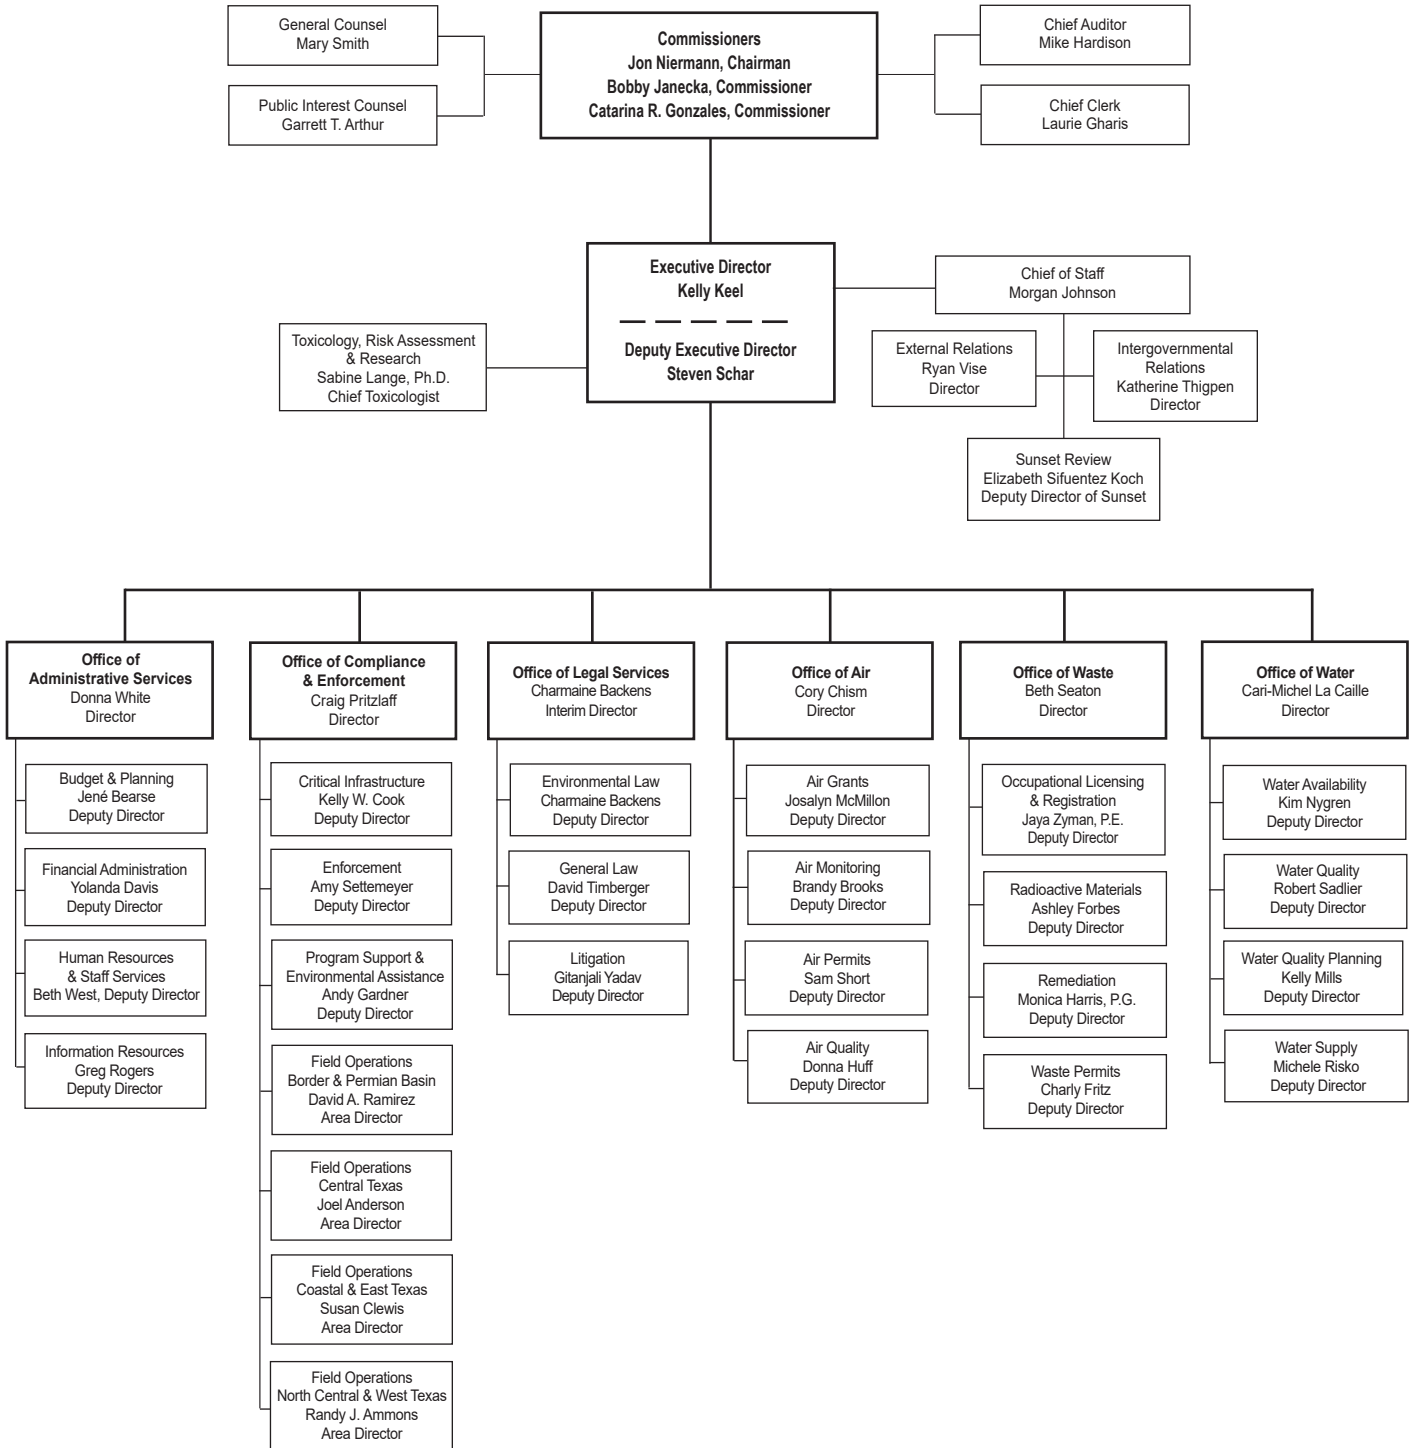 General Counsel
Mary Smith
Public Interest Counsel
Garrett T. Arthur
Commissioners
Jon Niermann, Chairman
Bobby Janecka, Commissioner
Catarina R. Gonzales, Commissioner
Chief Auditor
Mike Hardison
Chief Clerk
Laurie Gharis
Executive Director
Kelly Keel
Deputy Executive Director
Steven Schar
Toxicology, Risk Assessment
& Research
Sabine Lange, Ph.D.
Chief Toxicologist
Chief of Staff
Morgan Johnson
External Relations
Ryan Vise
Director
Intergovernmental
Relations
Katherine Thigpen
Director
Sunset Review
Elizabeth Sifuentez Koch
Deputy Director of Sunset
Office of
Administrative Services
Donna White
Director
Budget & Planning
Jené Bearse
Deputy Director
Financial Administration
Yolanda Davis
Deputy Director
Human Resources
& Staff Services
Beth West, Deputy Director
Information Resources
Greg Rogers
Deputy Director
Office of Compliance
& Enforcement
Craig Pritzlaff
Director
Critical Infrastructure
Kelly W. Cook
Deputy Director
Enforcement
Amy Settemeyer
Deputy Director
Program Support &
Environmental Assistance
Andy Gardner
Deputy Director
Field Operations
Border & Permian Basin
David A. Ramirez
Area Director
Field Operations
Central Texas
Joel Anderson
Area Director
Field Operations
Coastal & East Texas
Susan Clewis
Area Director
Field Operations
North Central & West Texas
Randy J. Ammons
Area Director
Office of Legal Services
Charmaine Backens
Interim Director
Environmental Law
Charmaine Backens
Deputy Director
General Law
David Timberger
Deputy Director
Litigation
Gitanjali Yadav
Deputy Director
Office of Air
Cory Chism
Director
Air Grants
Josalyn McMillon
Deputy Director
Air Monitoring
Brandy Brooks
Deputy Director
Air Permits
Sam Short
Deputy Director
Air Quality
Donna Huff
Deputy Director
Office of Waste
Beth Seaton
Director
Occupational Licensing
& Registration
Jaya Zyman, P.E.
Deputy Director
Radioactive Materials
Ashley Forbes
Deputy Director
Remediation
Monica Harris, P.G.
Deputy Director
Waste Permits
Charly Fritz
Deputy Director
Office of Water
Cari-Michel La Caille
Director
Water Availability
Kim Nygren
Deputy Director
Water Quality
Robert Sadlier
Deputy Director
Water Quality Planning
Kelly Mills
Deputy Director
Water Supply
Michele Risko
Deputy Director